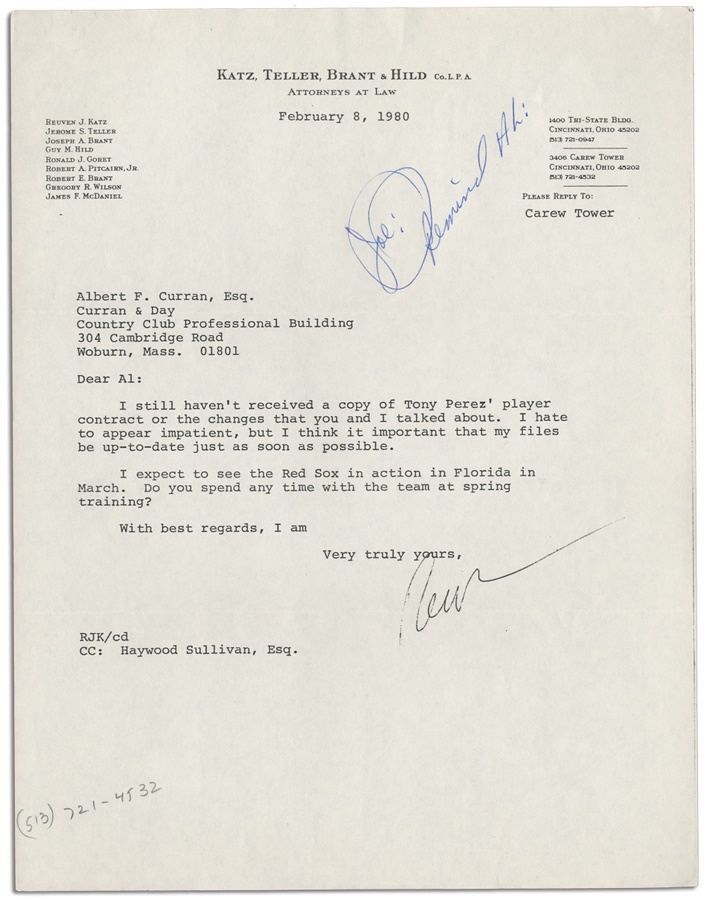 KATZ, TELLER, BRANT & HILD CO. L.P.A.
ATTORNEYS AT LAW
February 8, 1980
REUVEN J. KATZ
JEROME S. TELLER
JOSEPH A. BRANT
GUY M. HILD
RONALD J. GORET
ROBERT A. PITCAIRN, JR.
ROBERT E. BRANT
GREGORY R. WILSON
JAMES F. McDANIEL
1400 TRI-STATE BLDG.
CINCINNATI, OHIO 45202
(513) 721-0947
3406 CAREW TOWER
CINCINNATI, OHIO 45202
(513) 721-4532
PLEASE REPLY TO:
Carew Tower
Joe:
Remind
Albert F. Curran, Esq.
Curran & Day
Country Club Professional Building
304 Cambridge Road
Woburn, Mass. 01801
Dear Al:
I still haven't received a copy of Tony Perez' player
contract or the changes that you and I talked about. I hate
to appear impatient, but I think it important that my files
be up-to-date just as soon as possible.
I expect to see the Red Sox in action in Florida in
March. Do you spend any time with the team at spring
training?
With best regards, I am
Very truly yours,
RJK/cd
CC: Haywood Sullivan, Esq.
(513) 721-4532